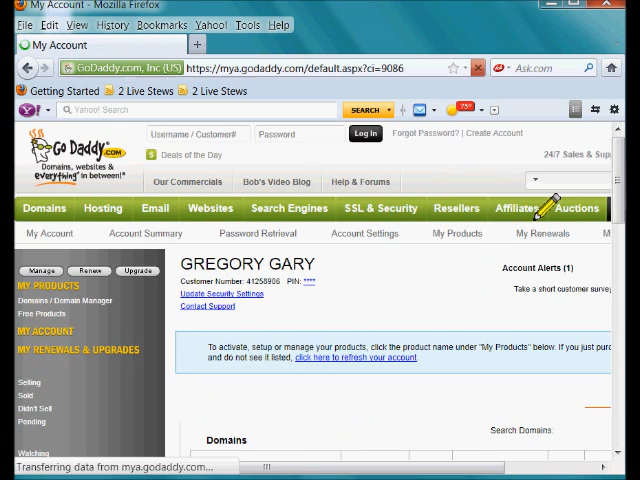 My Account - Mozilla Firefox
File Edit View History Bookmarks Yahoo! Tools Help
My Account +
GoDaddy.com, Inc (US) https://mya.godaddy.com/default.aspx?ci=9086 Ask.com
Getting Started 2 Live Stews 2 Live Stews
Y! Yahoo! Search SEARCH 75°
Go Daddy .COM
Domains, websites & everything in between!
Username / Customer# Password Log In Forgot Password? | Create Account
$ Deals of the Day 24/7 Sales & Supp
Our Commercials Bob's Video Blog Help & Forums
Domains Hosting Email Websites Search Engines SSL & Security Resellers Affiliates Auctions
My Account Account Summary Password Retrieval Account Settings My Products My Renewals
Manage Renew Upgrade
MY PRODUCTS
Domains / Domain Manager
Free Products
MY ACCOUNT
MY RENEWALS & UPGRADES
Selling
Sold
Didn't Sell
Pending
Watching
GREGORY GARY
Customer Number: 41258906 PIN: ****
Update Security Settings
Contact Support
Account Alerts (1)
Take a short customer survey
To activate, setup or manage your products, click the product name under "My Products" below. If you just purc
and do not see it listed, click here to refresh your account.
Search Domains:
Domains
Transferring data from mya.godaddy.com...